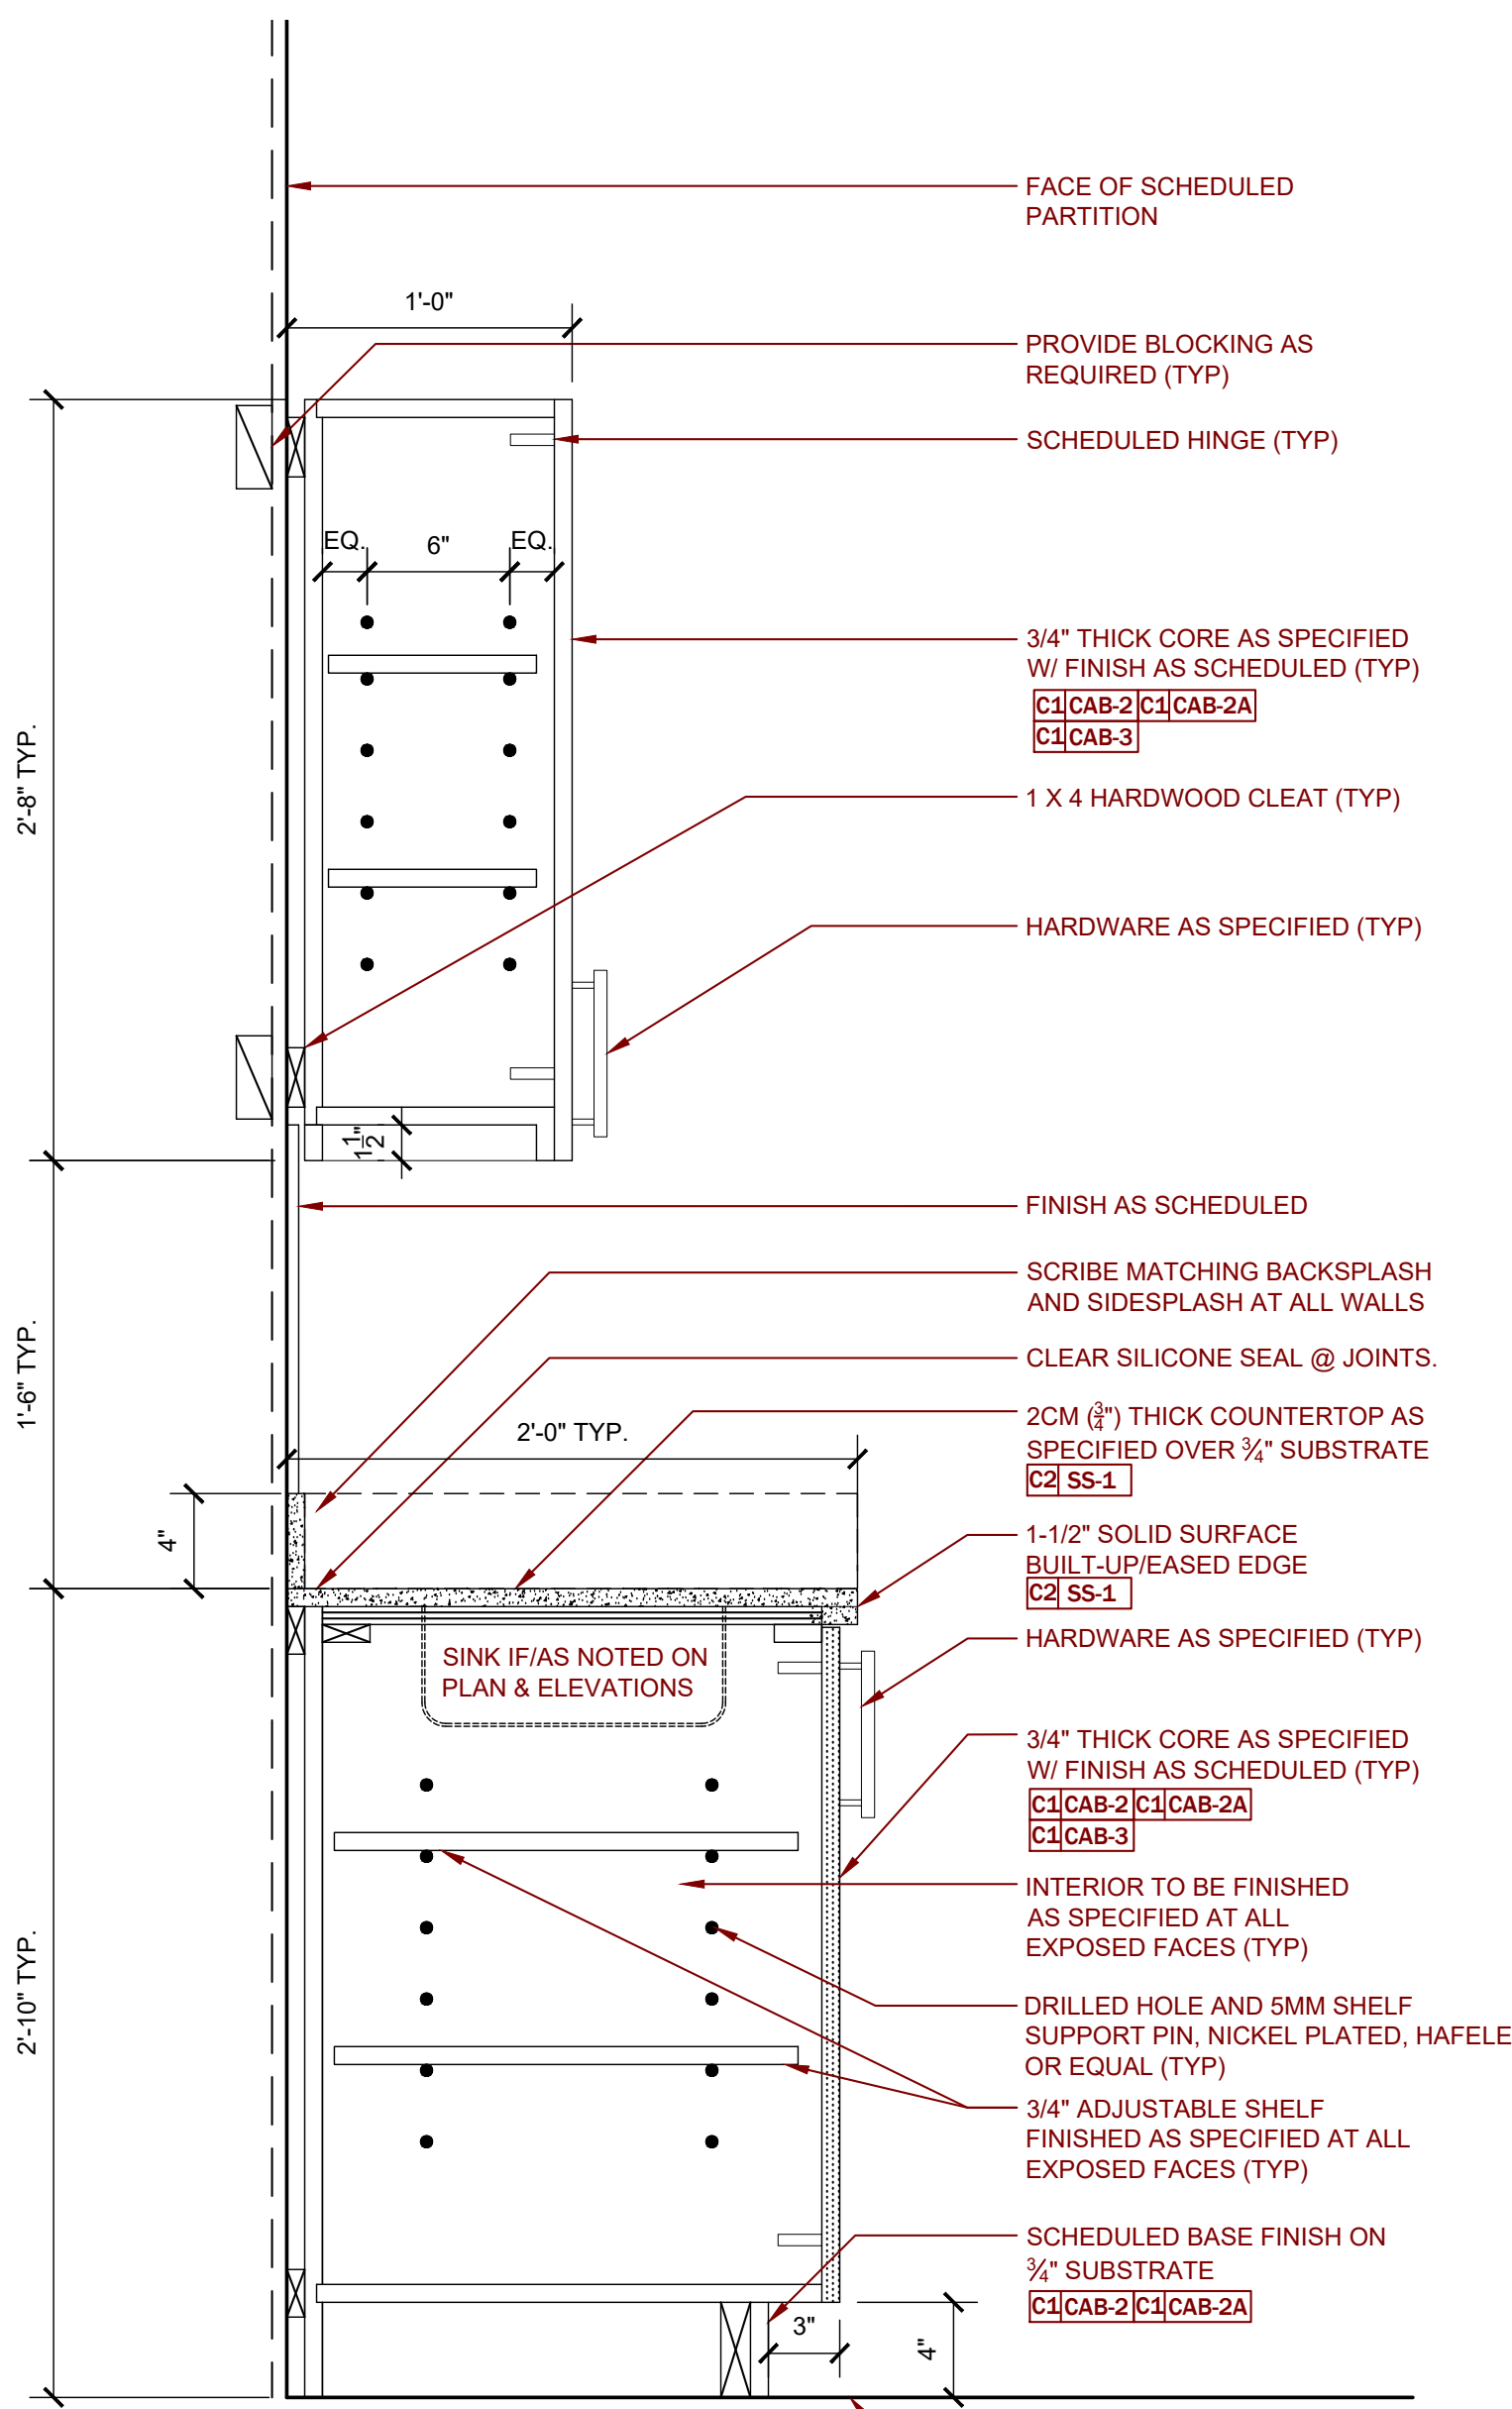 FACE OF SCHEDULED
PARTITION
1'-0"
PROVIDE BLOCKING AS
REQUIRED (TYP)
SCHEDULED HINGE (TYP)
EQ. 6" EQ.
3/4" THICK CORE AS SPECIFIED
W/ FINISH AS SCHEDULED (TYP)
C1 CAB-2 C1 CAB-2A
C1 CAB-3
2'-8" TYP.
1 X 4 HARDWOOD CLEAT (TYP)
HARDWARE AS SPECIFIED (TYP)
1 1/2"
FINISH AS SCHEDULED
SCRIBE MATCHING BACKSPLASH
AND SIDESPLASH AT ALL WALLS
1'-6" TYP.
CLEAR SILICONE SEAL @ JOINTS.
2'-0" TYP.
2CM (3/4") THICK COUNTERTOP AS
SPECIFIED OVER 3/4" SUBSTRATE
C2 SS-1
4"
1-1/2" SOLID SURFACE
BUILT-UP/EASED EDGE
C2 SS-1
HARDWARE AS SPECIFIED (TYP)
SINK IF/AS NOTED ON
PLAN & ELEVATIONS
3/4" THICK CORE AS SPECIFIED
W/ FINISH AS SCHEDULED (TYP)
C1 CAB-2 C1 CAB-2A
C1 CAB-3
INTERIOR TO BE FINISHED
AS SPECIFIED AT ALL
EXPOSED FACES (TYP)
2'-10" TYP.
DRILLED HOLE AND 5MM SHELF
SUPPORT PIN, NICKEL PLATED, HAFELE
OR EQUAL (TYP)
3/4" ADJUSTABLE SHELF
FINISHED AS SPECIFIED AT ALL
EXPOSED FACES (TYP)
SCHEDULED BASE FINISH ON
3/4" SUBSTRATE
C1 CAB-2 C1 CAB-2A
3"
4"